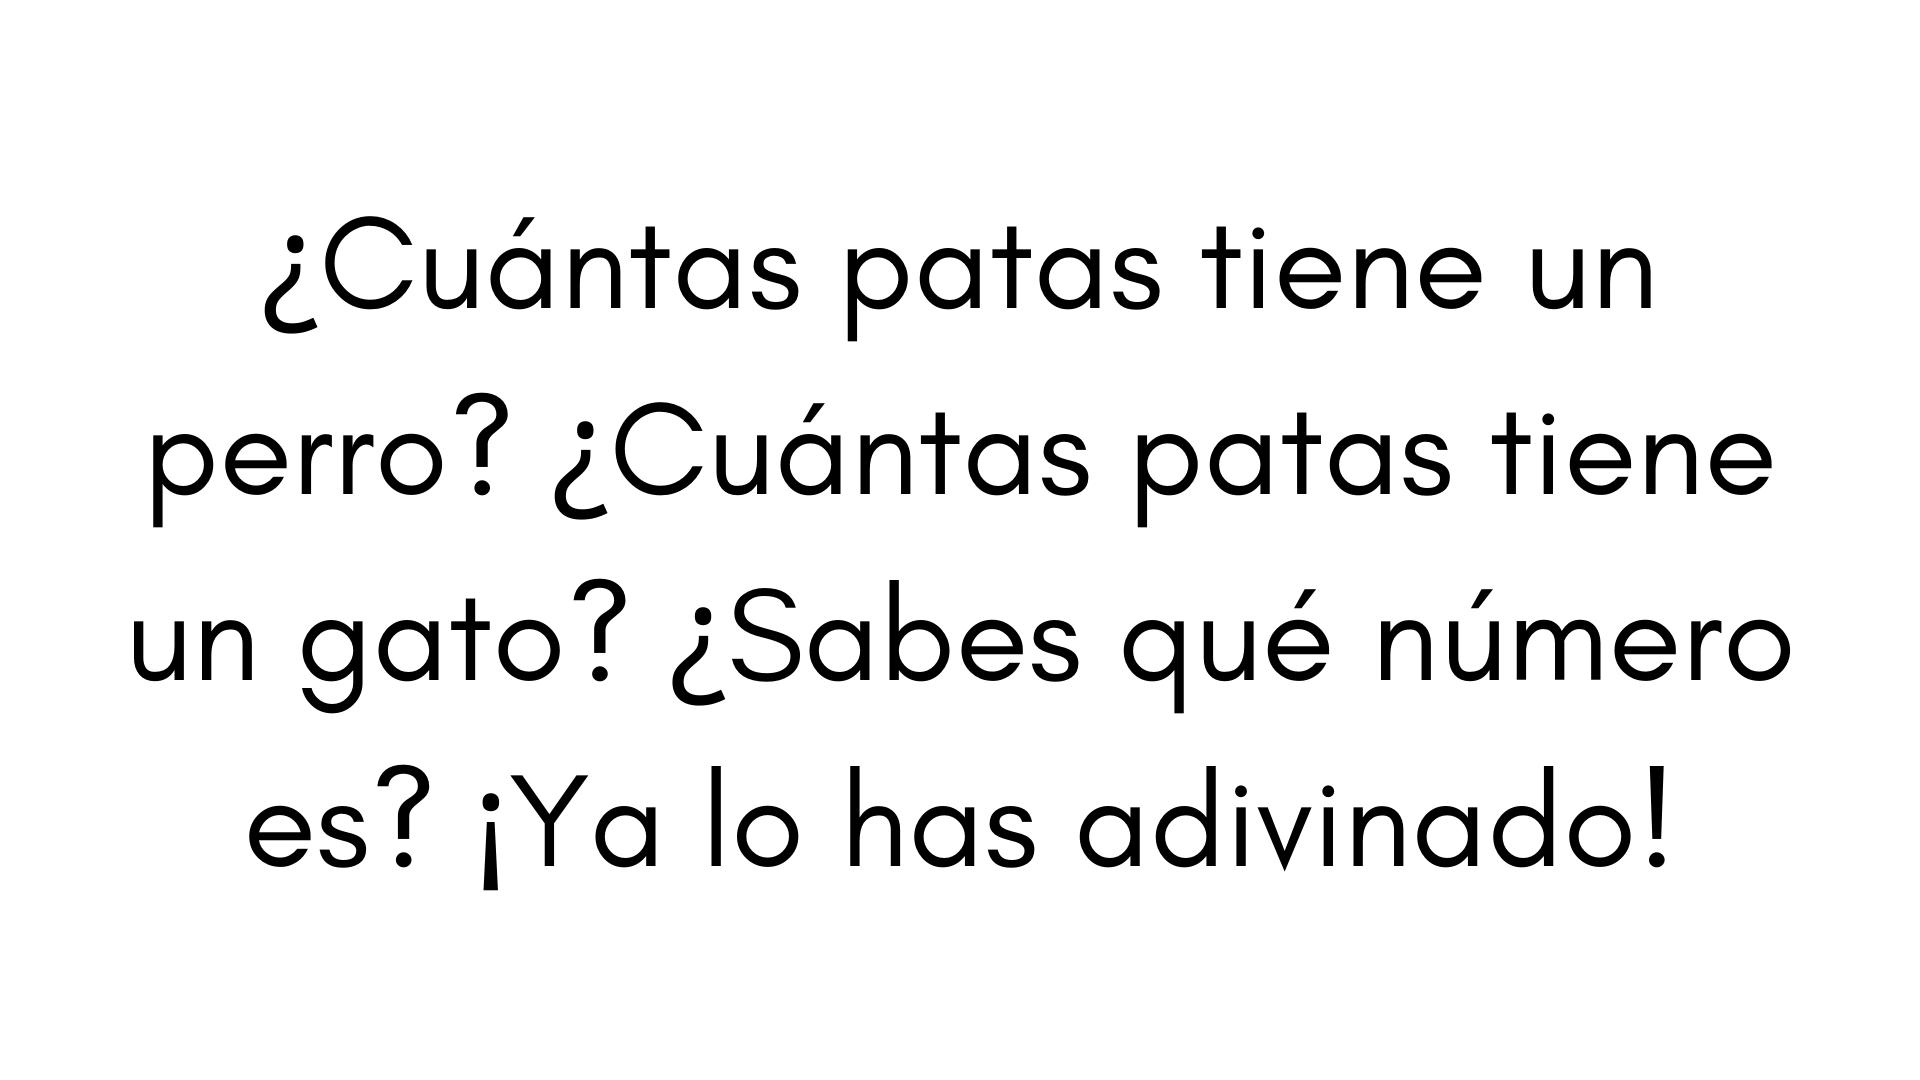 ¿Cuántas patas tiene un
perro? ¿Cuántas patas tiene
un gato? ¿Sabes qué número
es? ¡Ya lo has adivinado!